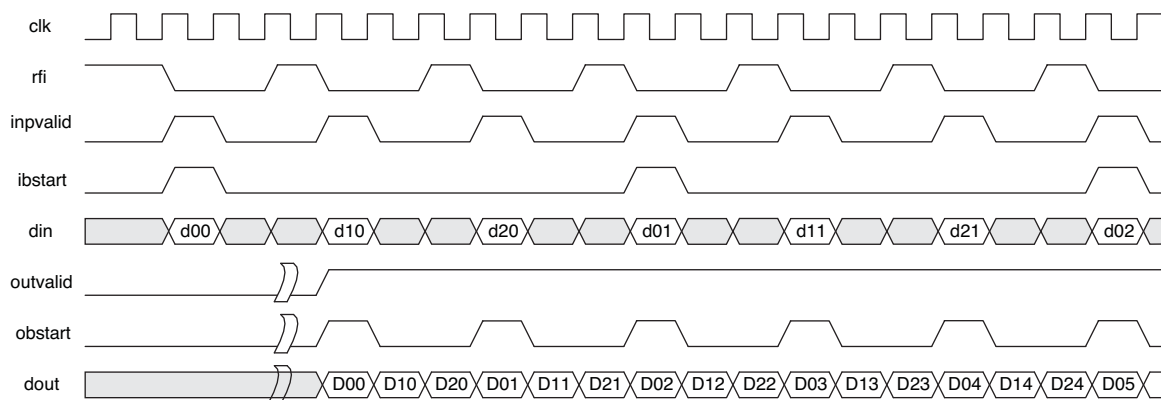 clk
rfi
inpvalid
ibstart
din d00 d10 d20 d01 d11 d21 d02
outvalid
obstart
dout D00 D10 D20 D01 D11 D21 D02 D12 D22 D03 D13 D23 D04 D14 D24 D05